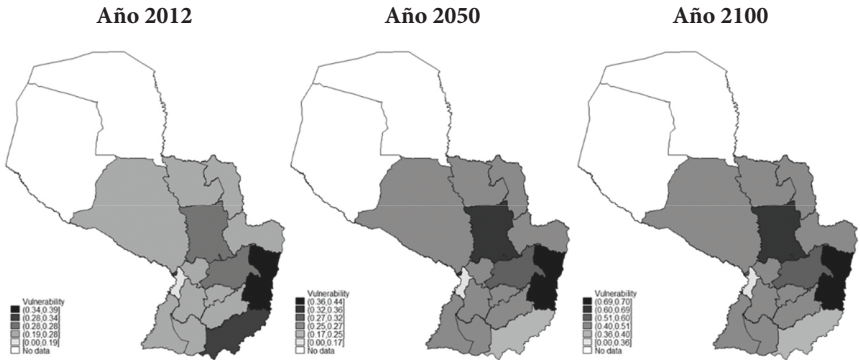 Año 2012
Año 2050
Año 2100
Vulnerability
(0.34,0.39]
(0.28,0.34]
(0.28,0.28]
(0.19,0.28]
[0.00,0.19]
No data
Vulnerability
(0.36,0.44]
(0.32,0.36]
(0.27,0.32]
(0.25,0.27]
(0.17,0.25]
[0.00,0.17]
No data
Vulnerability
(0.69,0.70]
(0.60,0.69]
(0.51,0.60]
(0.40,0.51]
(0.36,0.40]
[0.00,0.36]
No data